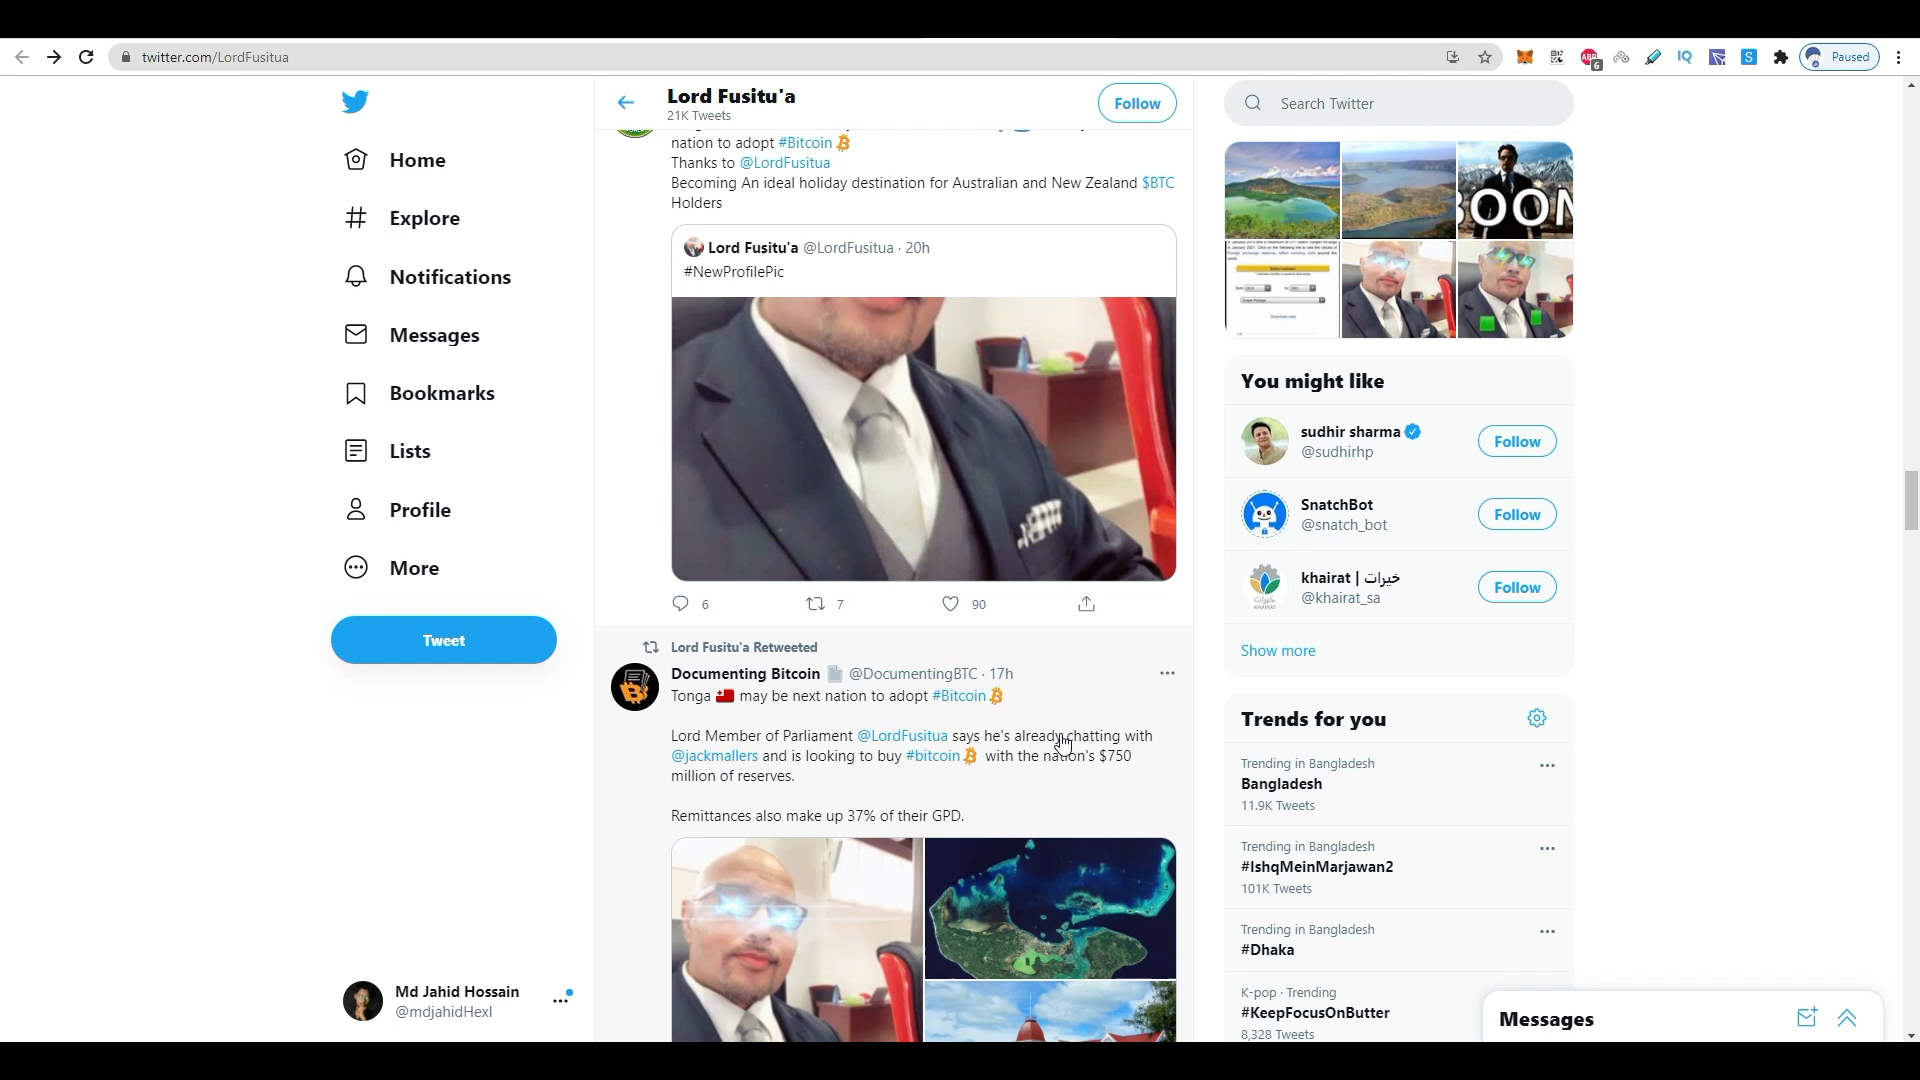 twitter.com/LordFusitua
6
IQ
S
Paused
Lord Fusitu'a
21K Tweets
Follow
Search Twitter
Home
Explore
Notifications
Messages
Bookmarks
Lists
Profile
More
Tweet
Md Jahid Hossain
@mdjahidHexl
nation to adopt #Bitcoin
Thanks to @LordFusitua
Becoming An ideal holiday destination for Australian and New Zealand $BTC
Holders
Lord Fusitu'a @LordFusitua · 20h
#NewProfilePic
6 7 90
Lord Fusitu'a Retweeted
Documenting Bitcoin @DocumentingBTC · 17h
Tonga may be next nation to adopt #Bitcoin
Lord Member of Parliament @LordFusitua says he's already chatting with
@jackmallers and is looking to buy #bitcoin with the nation's $750
million of reserves.
Remittances also make up 37% of their GPD.
BOOM
You might like
sudhir sharma
@sudhirhp
Follow
SnatchBot
@snatch_bot
Follow
khairat | خيرات
@khairat_sa
Follow
Show more
Trends for you
Trending in Bangladesh
Bangladesh
11.9K Tweets
Trending in Bangladesh
#IshqMeinMarjawan2
101K Tweets
Trending in Bangladesh
#Dhaka
K-pop · Trending
#KeepFocusOnButter
8,328 Tweets
Messages